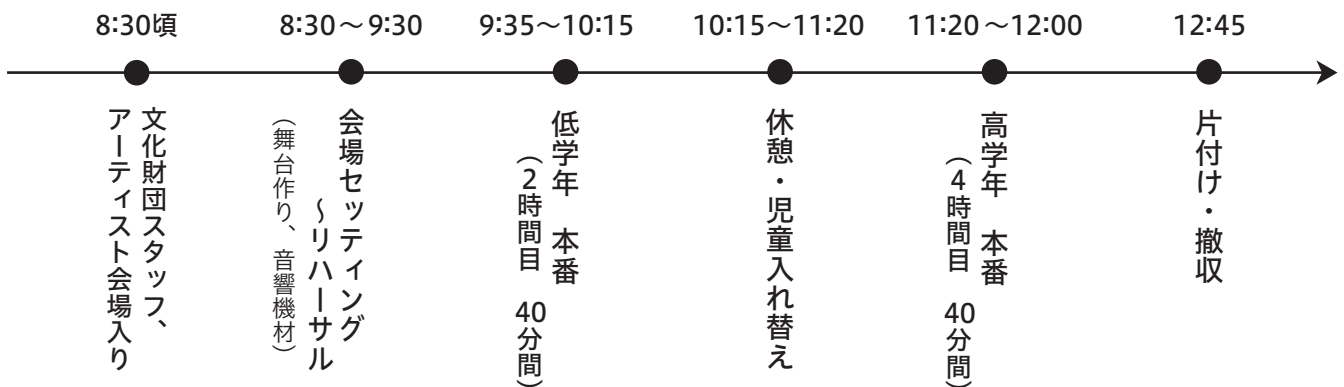 8:30頃
文化財団スタッフ、
アーティスト会場入り
8:30～9:30
会場セッティング
～リハーサル
（舞台作り、音響機材）
9:35～10:15
低学年　本番
（2時間目　40分間）
10:15～11:20
休憩・児童入れ替え
11:20～12:00
高学年　本番
（4時間目　40分間）
12:45
片付け・撤収